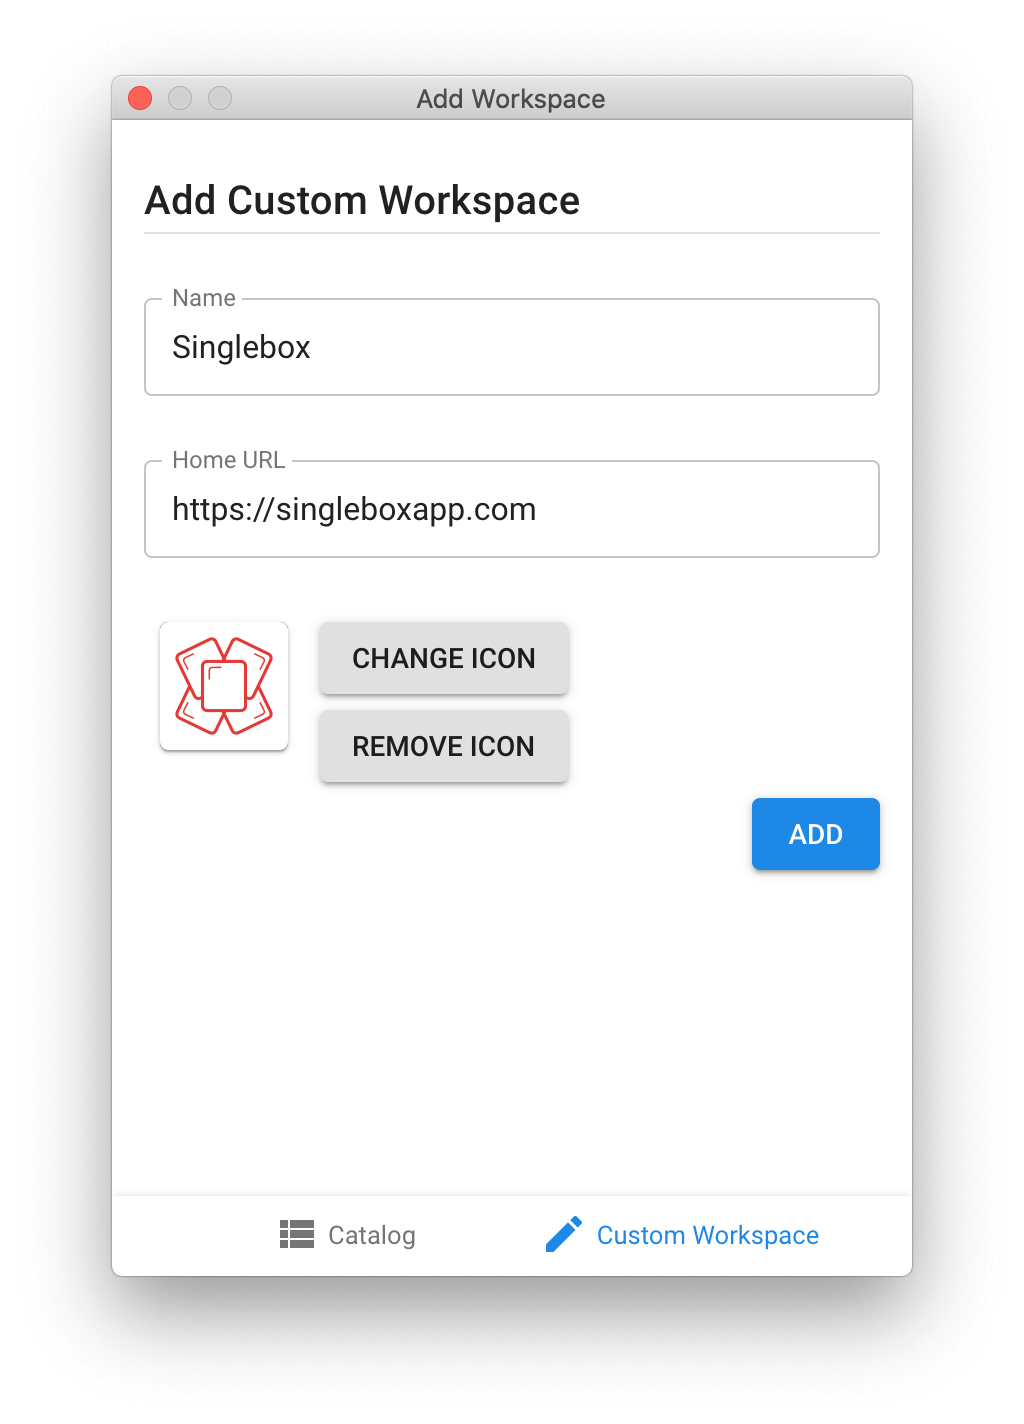 Add Workspace
Add Custom Workspace
Name
Singlebox
Home URL
https://singleboxapp.com
CHANGE ICON
REMOVE ICON
ADD
Catalog
Custom Workspace